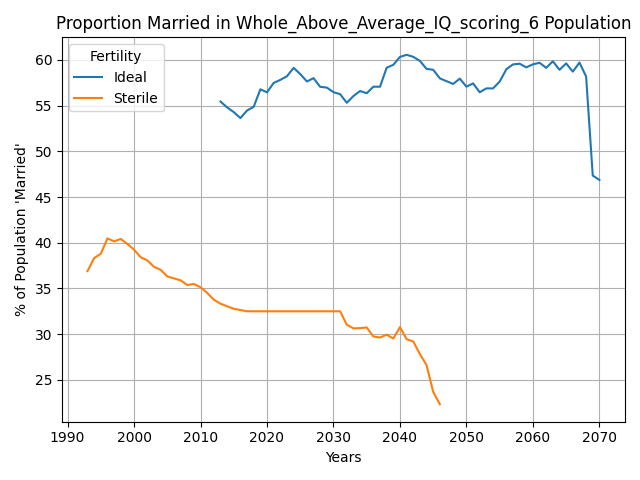 Proportion Married in Whole_Above_Average_IQ_scoring_6 Population
Fertility
Ideal
Sterile
% of Population 'Married'
60
55
50
45
40
35
30
25
1990 2000 2010 2020 2030 2040 2050 2060 2070
Years